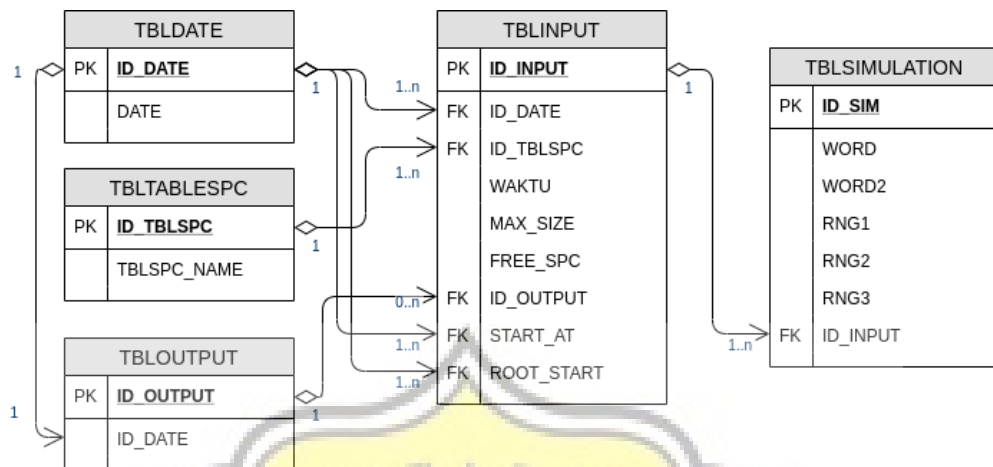 TBLDATE
1
PK ID_DATE
1
DATE
TBLTABLESPC
PK ID_TBLSPC
1
TBLSPC_NAME
TBLOUTPUT
PK ID_OUTPUT
1
1
ID_DATE
TBLINPUT
PK ID_INPUT
1
1..n
FK ID_DATE
FK ID_TBLSPC
1..n
WAKTU
MAX_SIZE
FREE_SPC
0..n
FK ID_OUTPUT
FK START_AT
1..n
FK ROOT_START
1..n
TBLSIMULATION
PK ID_SIM
WORD
WORD2
RNG1
RNG2
RNG3
FK ID_INPUT
1..n